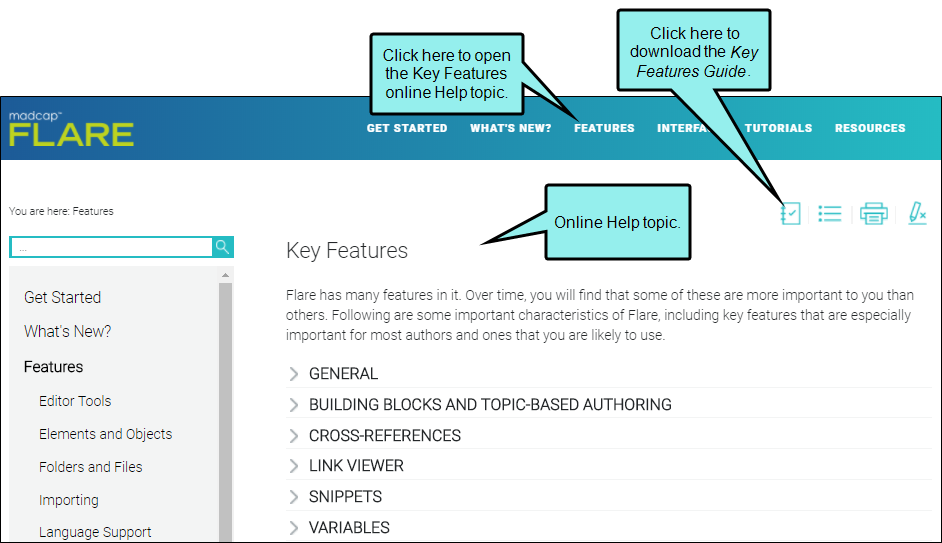 Click here to
download the Key
Features Guide.
Click here to open
the Key Features
online Help topic.
madcap™
FLARE
GET STARTED WHAT'S NEW? FEATURES INTERFA TUTORIALS RESOURCES
You are here: Features
Online Help topic.
...
Key Features
Get Started
What's New?
Features
Editor Tools
Elements and Objects
Folders and Files
Importing
Language Support
Flare has many features in it. Over time, you will find that some of these are more important to you than
others. Following are some important characteristics of Flare, including key features that are especially
important for most authors and ones that you are likely to use.
GENERAL
BUILDING BLOCKS AND TOPIC-BASED AUTHORING
CROSS-REFERENCES
LINK VIEWER
SNIPPETS
VARIABLES